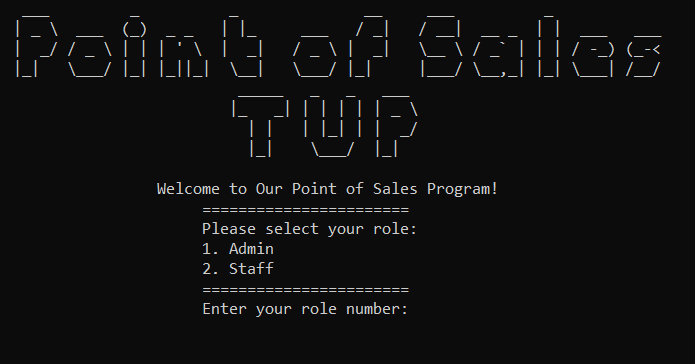 Point of Sales
TUP
Welcome to Our Point of Sales Program!
=======================
Please select your role:
1. Admin
2. Staff
=======================
Enter your role number: